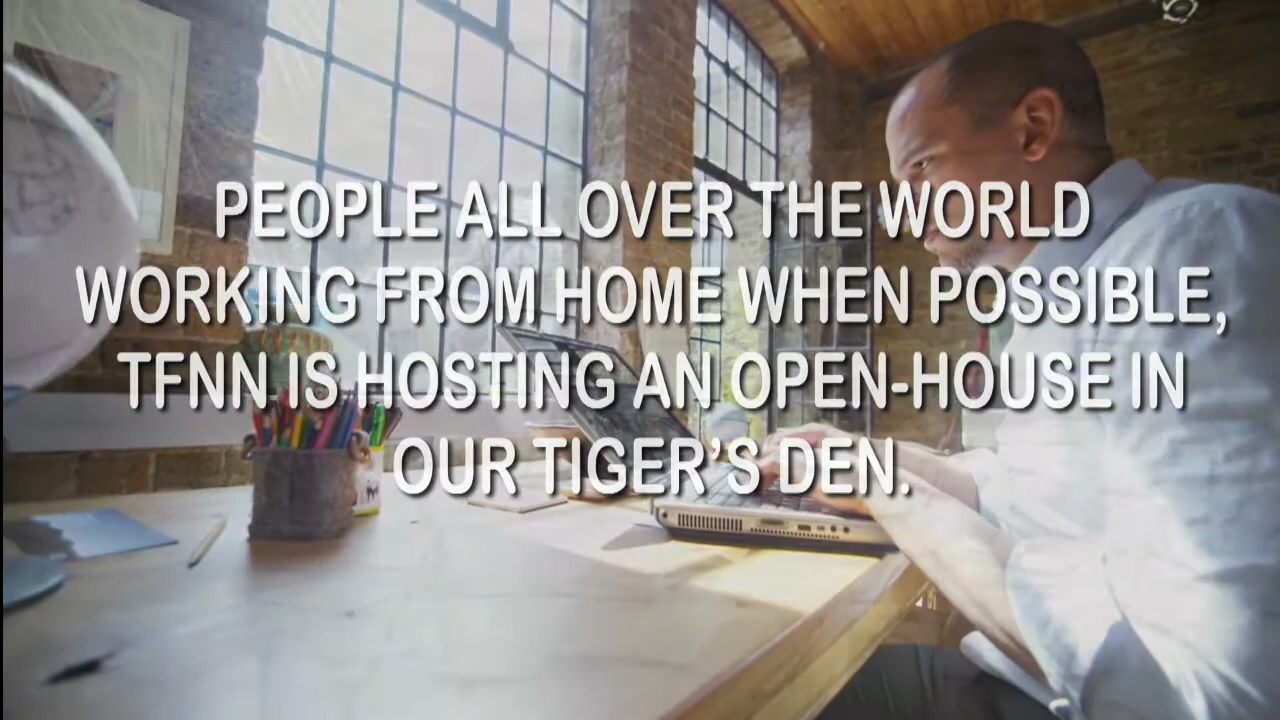 PEOPLE ALL OVER THE WORLD
WORKING FROM HOME WHEN POSSIBLE,
TFNN IS HOSTING AN OPEN-HOUSE IN
OUR TIGER’S DEN.